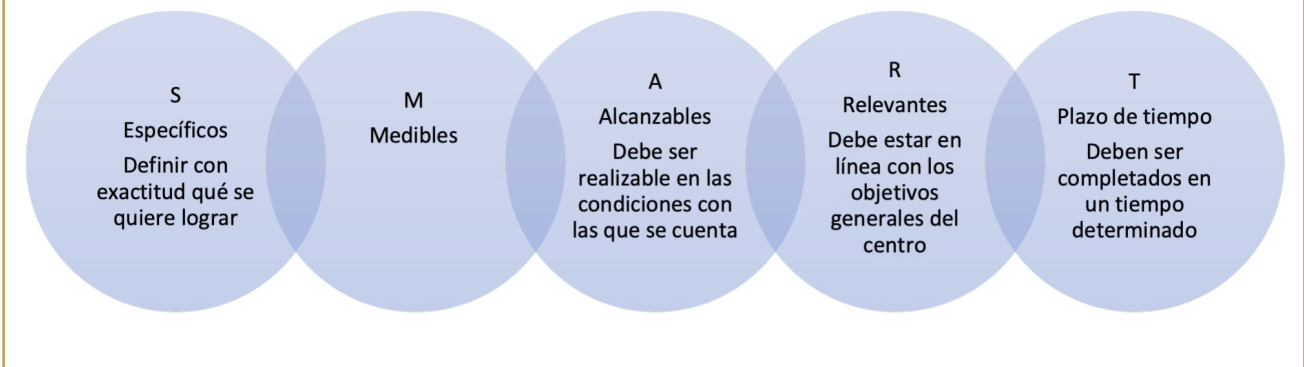 S
Específicos
Definir con
exactitud qué se
quiere lograr
M
Medibles
A
Alcanzables
Debe ser
realizable en las
condiciones con
las que se cuenta
R
Relevantes
Debe estar en
línea con los
objetivos
generales del
centro
T
Plazo de tiempo
Deben ser
completados en
un tiempo
determinado